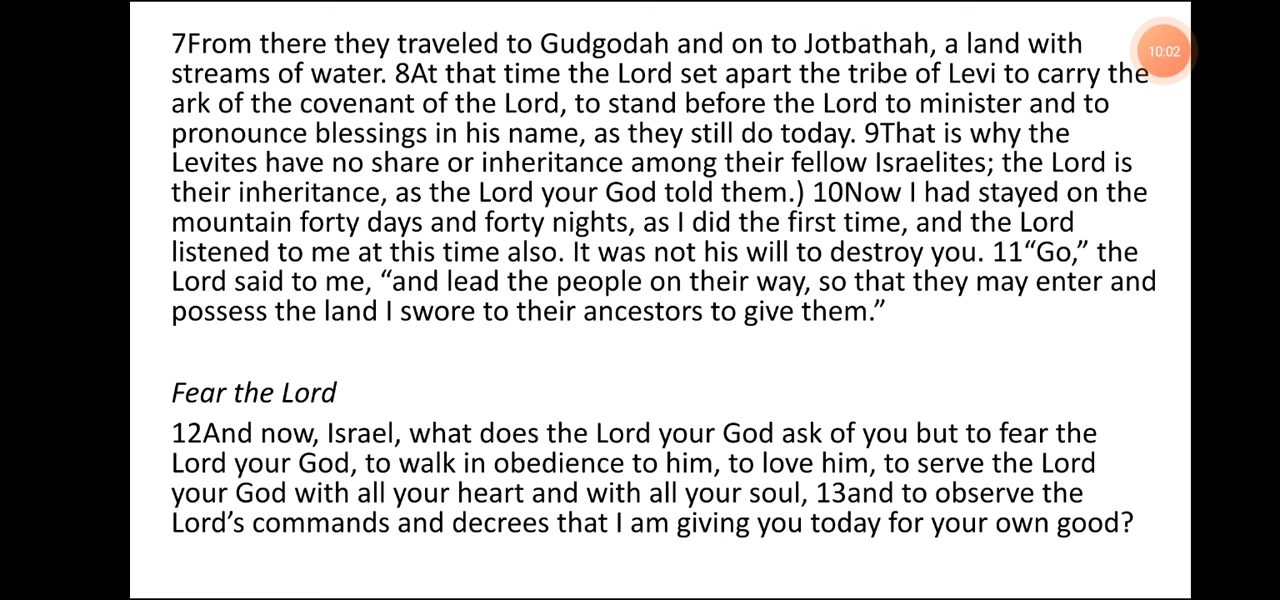 7From there they traveled to Gudgodah and on to Jotbathah, a land with
10:02
streams of water. 8At that time the Lord set apart the tribe of Levi to carry the
ark of the covenant of the Lord, to stand before the Lord to minister and to
pronounce blessings in his name, as they still do today. 9That is why the
Levites have no share or inheritance among their fellow Israelites; the Lord is
their inheritance, as the Lord your God told them.) 10Now I had stayed on the
mountain forty days and forty nights, as I did the first time, and the Lord
listened to me at this time also. It was not his will to destroy you. 11“Go,” the
Lord said to me, “and lead the people on their way, so that they may enter and
possess the land I swore to their ancestors to give them.”
Fear the Lord
12And now, Israel, what does the Lord your God ask of you but to fear the
Lord your God, to walk in obedience to him, to love him, to serve the Lord
your God with all your heart and with all your soul, 13and to observe the
Lord’s commands and decrees that I am giving you today for your own good?